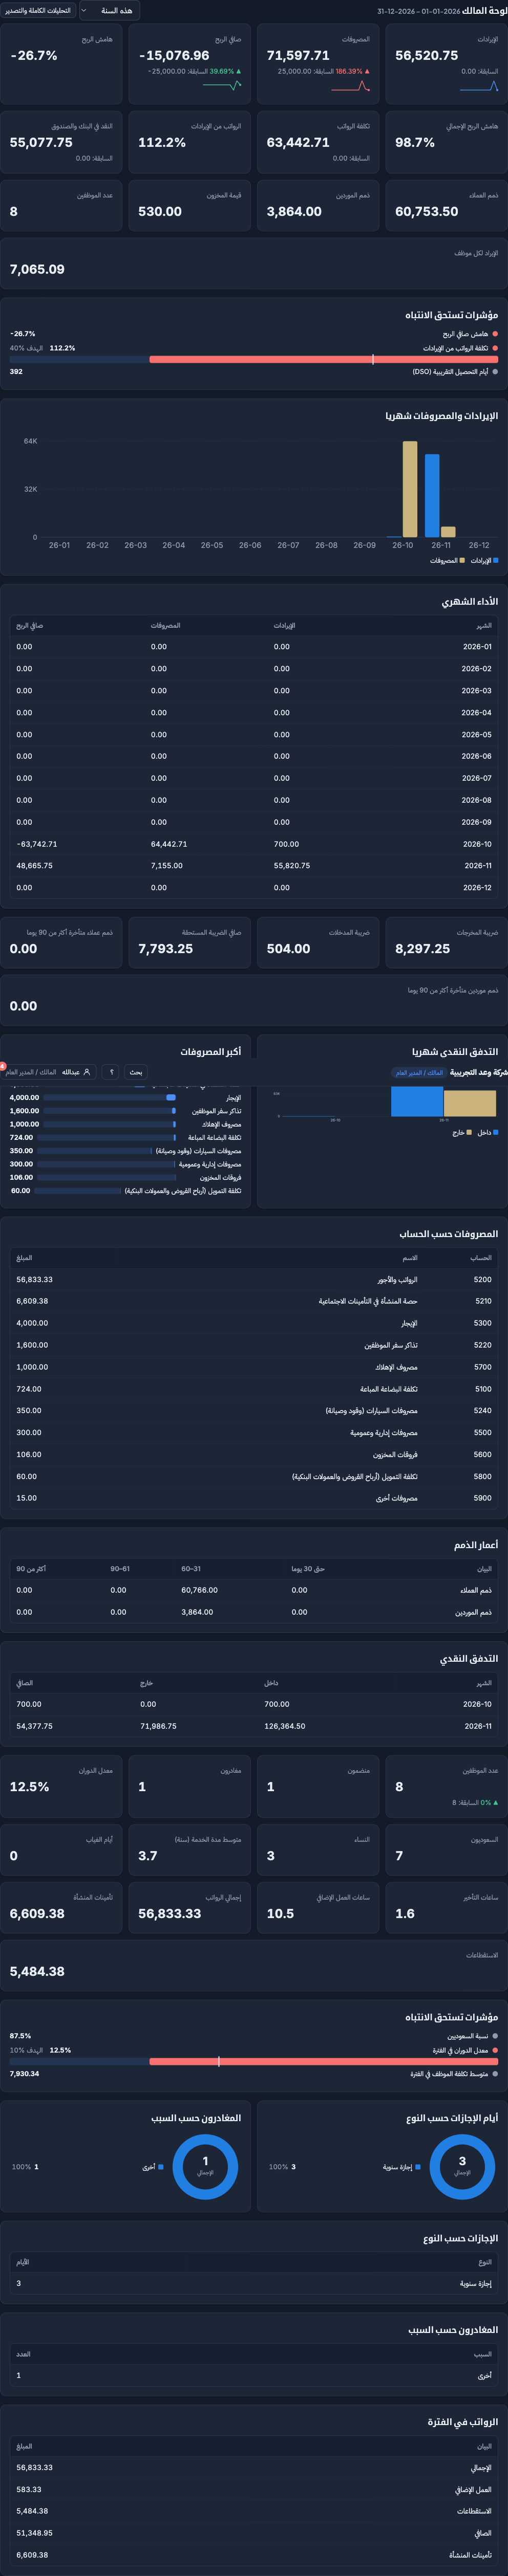 لوحة المالك 2026-01-01 – 2026-12-31
هذه السنة
التحليلات الكاملة والتصدير
الإيرادات
56,520.75
السابقة: 0.00
المصروفات
71,597.71
▲ 186.39% السابقة: 25,000.00
صافي الربح
-15,076.96
▲ 39.69% السابقة: -25,000.00
هامش الربح
-26.7%
هامش الربح الإجمالي
98.7%
تكلفة الرواتب
63,442.71
السابقة: 0.00
الرواتب من الإيرادات
112.2%
النقد في البنك والصندوق
55,077.75
السابقة: 0.00
ذمم العملاء
60,753.50
ذمم الموردين
3,864.00
قيمة المخزون
530.00
عدد الموظفين
8
الإيراد لكل موظف
7,065.09
مؤشرات تستحق الانتباه
هامش صافي الربح -26.7%
تكلفة الرواتب من الإيرادات 112.2% الهدف 40%
أيام التحصيل التقريبية (DSO) 392
الإيرادات والمصروفات شهريا
64K
32K
0
26-01 26-02 26-03 26-04 26-05 26-06 26-07 26-08 26-09 26-10 26-11 26-12
الإيرادات المصروفات
الأداء الشهري
الشهر الإيرادات المصروفات صافي الربح
2026-01 0.00 0.00 0.00
2026-02 0.00 0.00 0.00
2026-03 0.00 0.00 0.00
2026-04 0.00 0.00 0.00
2026-05 0.00 0.00 0.00
2026-06 0.00 0.00 0.00
2026-07 0.00 0.00 0.00
2026-08 0.00 0.00 0.00
2026-09 0.00 0.00 0.00
2026-10 700.00 64,442.71 -63,742.71
2026-11 55,820.75 7,155.00 48,665.75
2026-12 0.00 0.00 0.00
ضريبة المخرجات
8,297.25
ضريبة المدخلات
504.00
صافي الضريبة المستحقة
7,793.25
ذمم عملاء متأخرة أكثر من 90 يوما
0.00
ذمم موردين متأخرة أكثر من 90 يوما
0.00
التدفق النقدي شهريا
شركة وعد التجريبية المالك / المدير العام
26-10 26-11
داخل خارج
أكبر المصروفات
بحث ؟ عبدالله المالك / المدير العام
الإيجار 4,000.00
تذاكر سفر الموظفين 1,600.00
مصروف الإهلاك 1,000.00
تكلفة البضاعة المباعة 724.00
مصروفات السيارات (وقود وصيانة) 350.00
مصروفات إدارية وعمومية 300.00
فروقات المخزون 106.00
تكلفة التمويل (أرباح القروض والعمولات البنكية) 60.00
المصروفات حسب الحساب
الحساب الاسم المبلغ
5200 الرواتب والأجور 56,833.33
5210 حصة المنشأة في التأمينات الاجتماعية 6,609.38
5300 الإيجار 4,000.00
5220 تذاكر سفر الموظفين 1,600.00
5700 مصروف الإهلاك 1,000.00
5100 تكلفة البضاعة المباعة 724.00
5240 مصروفات السيارات (وقود وصيانة) 350.00
5500 مصروفات إدارية وعمومية 300.00
5600 فروقات المخزون 106.00
5800 تكلفة التمويل (أرباح القروض والعمولات البنكية) 60.00
5900 مصروفات أخرى 15.00
أعمار الذمم
البيان حتى 30 يوما 31–60 61–90 أكثر من 90
ذمم العملاء 0.00 60,766.00 0.00 0.00
ذمم الموردين 0.00 3,864.00 0.00 0.00
التدفق النقدي
الشهر داخل خارج الصافي
2026-10 700.00 0.00 700.00
2026-11 126,364.50 71,986.75 54,377.75
عدد الموظفين
8
▲ 0% السابقة: 8
منضمون
1
مغادرون
1
معدل الدوران
12.5%
السعوديون
7
النساء
3
متوسط مدة الخدمة (سنة)
3.7
أيام الغياب
0
ساعات التأخير
1.6
ساعات العمل الإضافي
10.5
إجمالي الرواتب
56,833.33
تأمينات المنشأة
6,609.38
الاستقطاعات
5,484.38
مؤشرات تستحق الانتباه
نسبة السعوديين 87.5%
معدل الدوران في الفترة 12.5% الهدف 10%
متوسط تكلفة الموظف في الفترة 7,930.34
أيام الإجازات حسب النوع
3
الإجمالي
إجازة سنوية 3 100%
المغادرون حسب السبب
1
الإجمالي
أخرى 1 100%
الإجازات حسب النوع
النوع الأيام
إجازة سنوية 3
المغادرون حسب السبب
السبب العدد
أخرى 1
الرواتب في الفترة
البيان المبلغ
الإجمالي 56,833.33
العمل الإضافي 583.33
الاستقطاعات 5,484.38
الصافي 51,348.95
تأمينات المنشأة 6,609.38